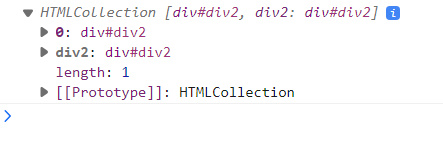 HTMLCollection [div#div2, div2: div#div2] i
0: div#div2
div2: div#div2
length: 1
[[Prototype]]: HTMLCollection